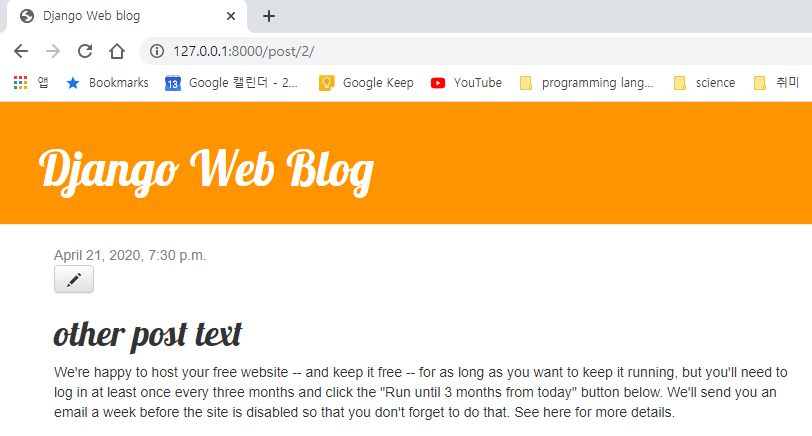 Django Web blog
127.0.0.1:8000/post/2/
앱 Bookmarks Google 캘린더 - 2... Google Keep YouTube programming lang... science 취미
Django Web Blog
April 21, 2020, 7:30 p.m.
other post text
We're happy to host your free website -- and keep it free -- for as long as you want to keep it running, but you'll need to
log in at least once every three months and click the "Run until 3 months from today" button below. We'll send you an
email a week before the site is disabled so that you don't forget to do that. See here for more details.